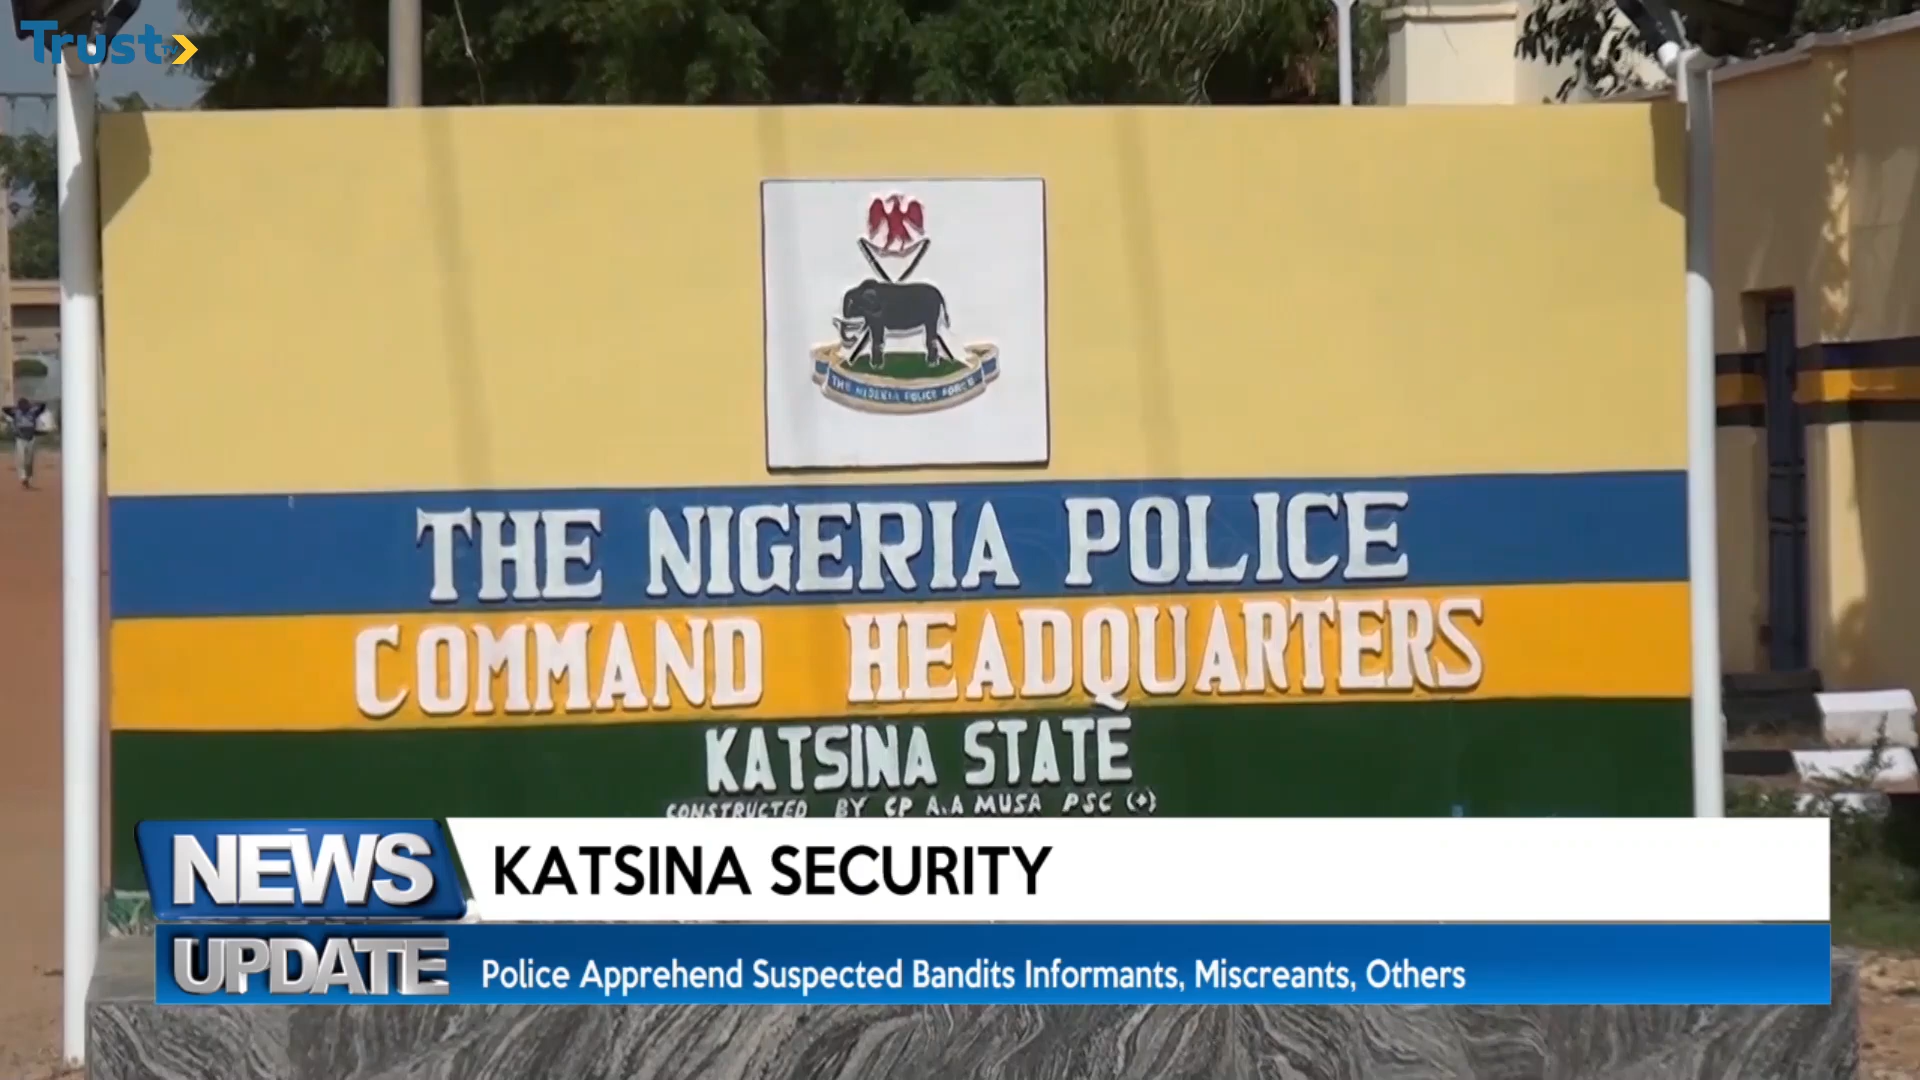 Trust TV
THE NIGERIA POLICE FORCE
THE NIGERIA POLICE
COMMAND HEADQUARTERS
KATSINA STATE
CONSTRUCTED BY CP A.A MUSA PSC (+)
NEWS
UPDATE
KATSINA SECURITY
Police Apprehend Suspected Bandits Informants, Miscreants, Others